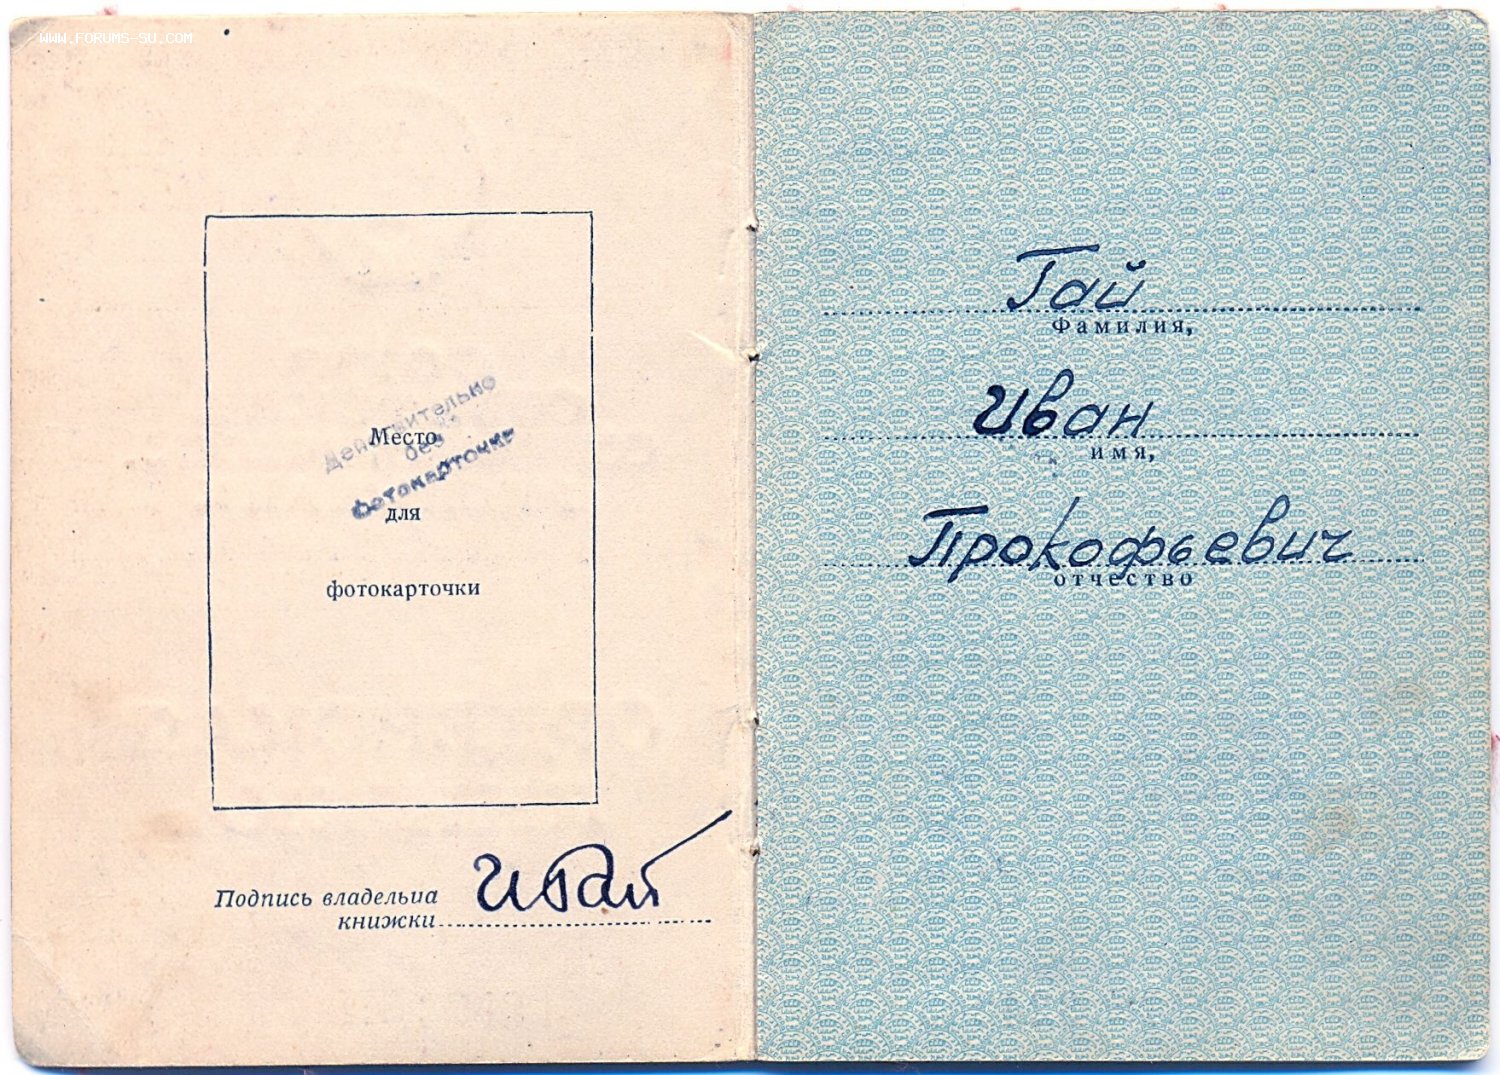 WWW.FORUMS-SU.COM
Действительно
без
фотокарточки
Место
для
фотокарточки
Подпись владельца
книжки
ИГай
Гай
Фамилия,
Иван
имя,
Прокофьевич
отчество